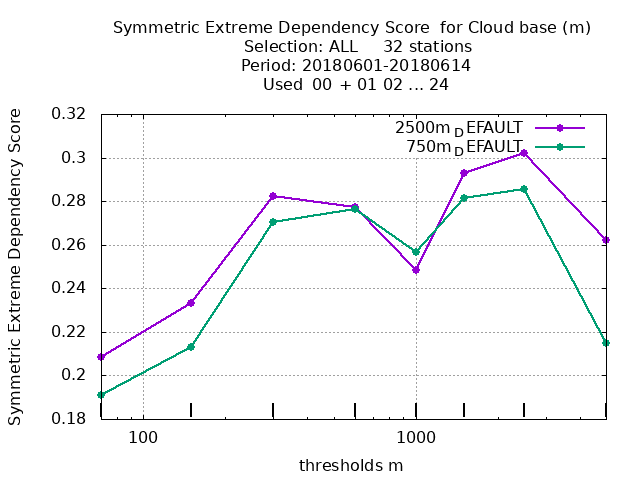 Symmetric Extreme Dependency Score  for Cloud base (m)
Selection: ALL     32 stations
Period: 20180601-20180614
Used  00  + 01 02 ... 24
2500m_DEFAULT
750m_DEFAULT
Symmetric Extreme Dependency Score
0.32
0.3
0.28
0.26
0.24
0.22
0.2
0.18
100
1000
thresholds m